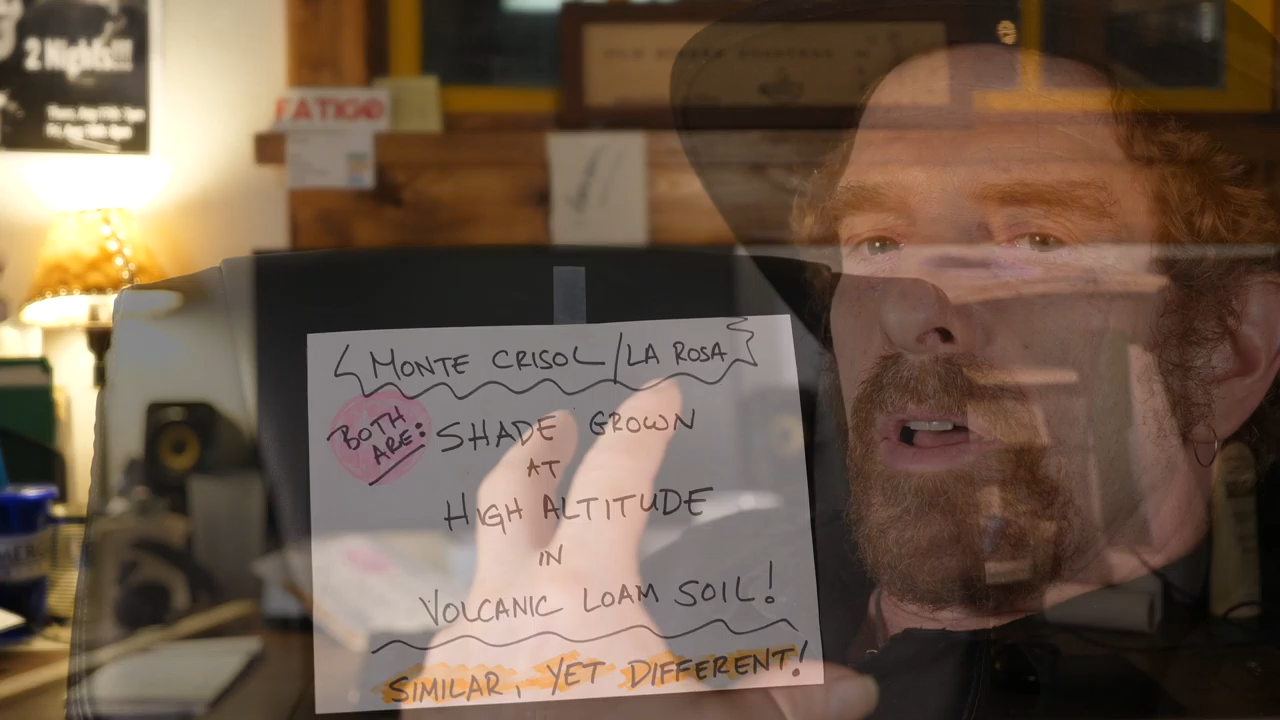 2 Nights!!!
FATIGO
MONTE CRISOL/LA ROSA
BOTH ARE:
SHADE GROWN
AT
HIGH ALTITUDE
IN
VOLCANIC LOAM SOIL!
SIMILAR, YET DIFFERENT!